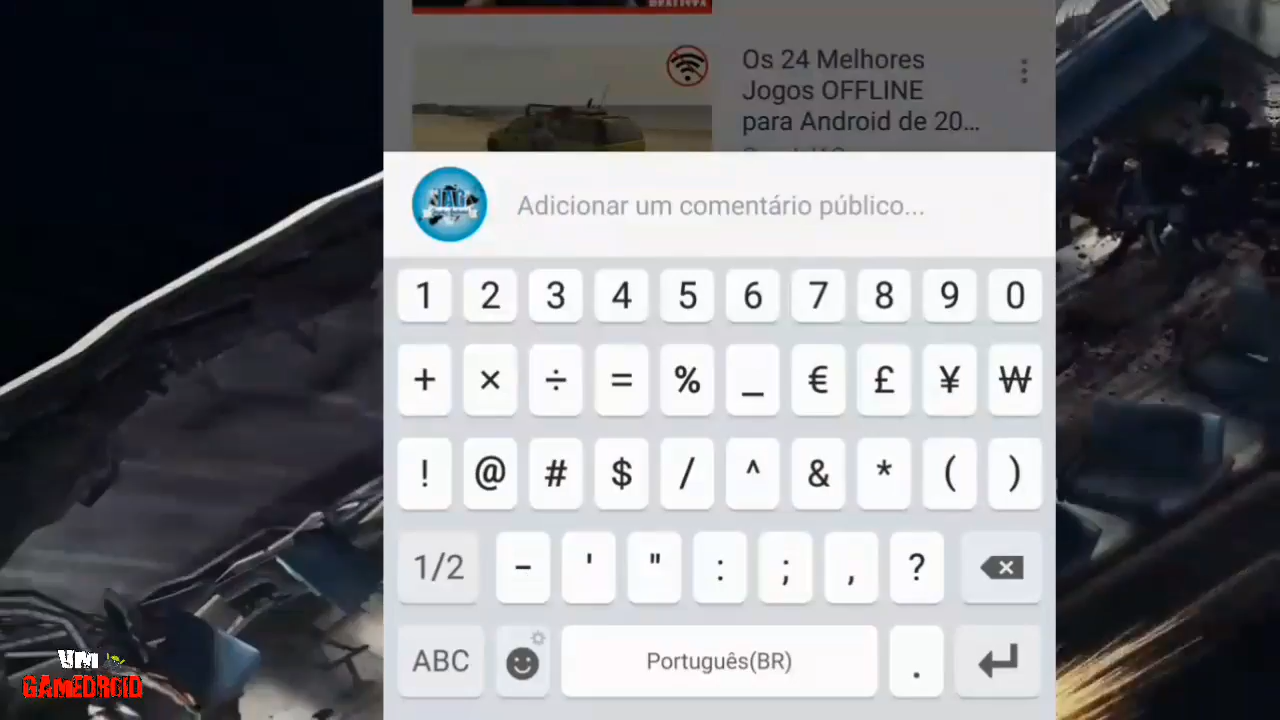 Os 24 Melhores
Jogos OFFLINE
para Android de 20...
Adicionar um comentário público...
1 2 3 4 5 6 7 8 9 0
+ × ÷ = % _ € £ ¥ ₩
! @ # $ / ^ & * ( )
1/2 - ' " : ; , ?
ABC Português(BR) .
VM
GAMEDROID